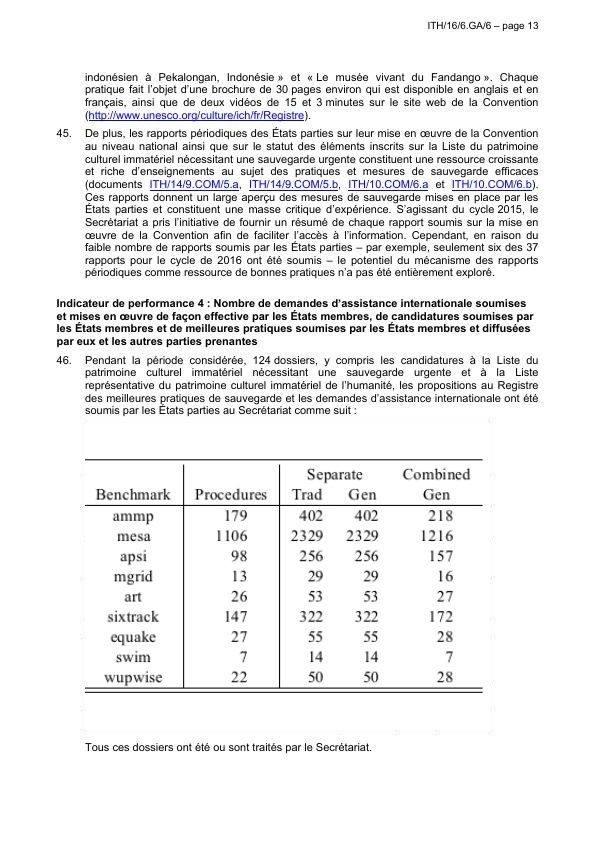 ITH/16/6.GA/6 – page 13
indonésien à Pekalongan, Indonésie » et « Le musée vivant du Fandango ». Chaque
pratique fait l'objet d'une brochure de 30 pages environ qui est disponible en anglais et en
français, ainsi que de deux vidéos de 15 et 3 minutes sur le site web de la Convention
(http://www.unesco.org/culture/ich/fr/Registre).
45. De plus, les rapports périodiques des États parties sur leur mise en œuvre de la Convention
au niveau national ainsi que sur le statut des éléments inscrits sur la Liste du patrimoine
culturel immatériel nécessitant une sauvegarde urgente constituent une ressource croissante
et riche d'enseignements au sujet des pratiques et mesures de sauvegarde efficaces
(documents ITH/14/9.COM/5.a, ITH/14/9.COM/5.b, ITH/10.COM/6.a et ITH/10.COM/6.b).
Ces rapports donnent un large aperçu des mesures de sauvegarde mises en place par les
États parties et constituent une masse critique d'expérience. S'agissant du cycle 2015, le
Secrétariat a pris l'initiative de fournir un résumé de chaque rapport soumis sur la mise en
œuvre de la Convention afin de faciliter l'accès à l'information. Cependant, en raison du
faible nombre de rapports soumis par les États parties – par exemple, seulement six des 37
rapports pour le cycle de 2016 ont été soumis – le potentiel du mécanisme des rapports
périodiques comme ressource de bonnes pratiques n'a pas été entièrement exploré.
Indicateur de performance 4 : Nombre de demandes d'assistance internationale soumises
et mises en œuvre de façon effective par les États membres, de candidatures soumises par
les États membres et de meilleures pratiques soumises par les États membres et diffusées
par eux et les autres parties prenantes
46. Pendant la période considérée, 124 dossiers, y compris les candidatures à la Liste du
patrimoine culturel immatériel nécessitant une sauvegarde urgente et à la Liste
représentative du patrimoine culturel immatériel de l'humanité, les propositions au Registre
des meilleures pratiques de sauvegarde et les demandes d'assistance internationale ont été
soumis par les États parties au Secrétariat comme suit :
Separate Combined
Benchmark Procedures Trad Gen Gen
ammp 179 402 402 218
mesa 1106 2329 2329 1216
apsi 98 256 256 157
mgrid 13 29 29 16
art 26 53 53 27
sixtrack 147 322 322 172
equake 27 55 55 28
swim 7 14 14 7
wupwise 22 50 50 28
Tous ces dossiers ont été ou sont traités par le Secrétariat.